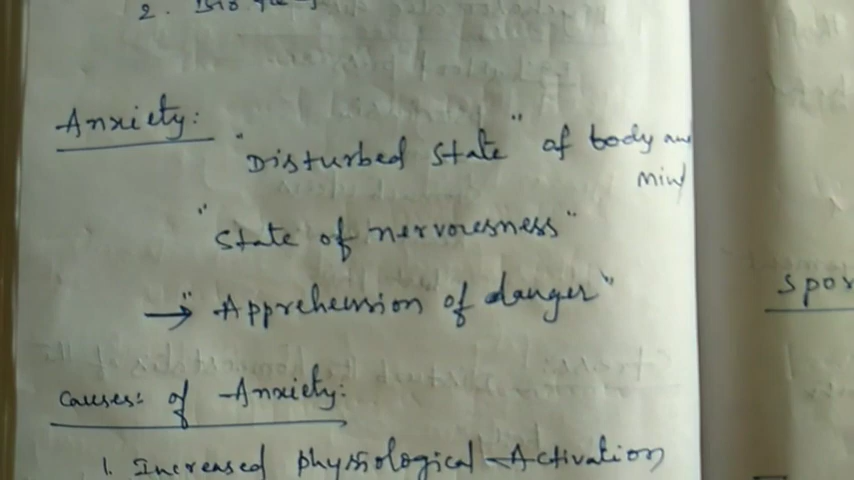 2.
Anxiety:
"Disturbed state" of body and
mind
"State of nervousness"
→ "Apprehension of danger"
Causes: of Anxiety:
1. Increased physiological Activation
Spor